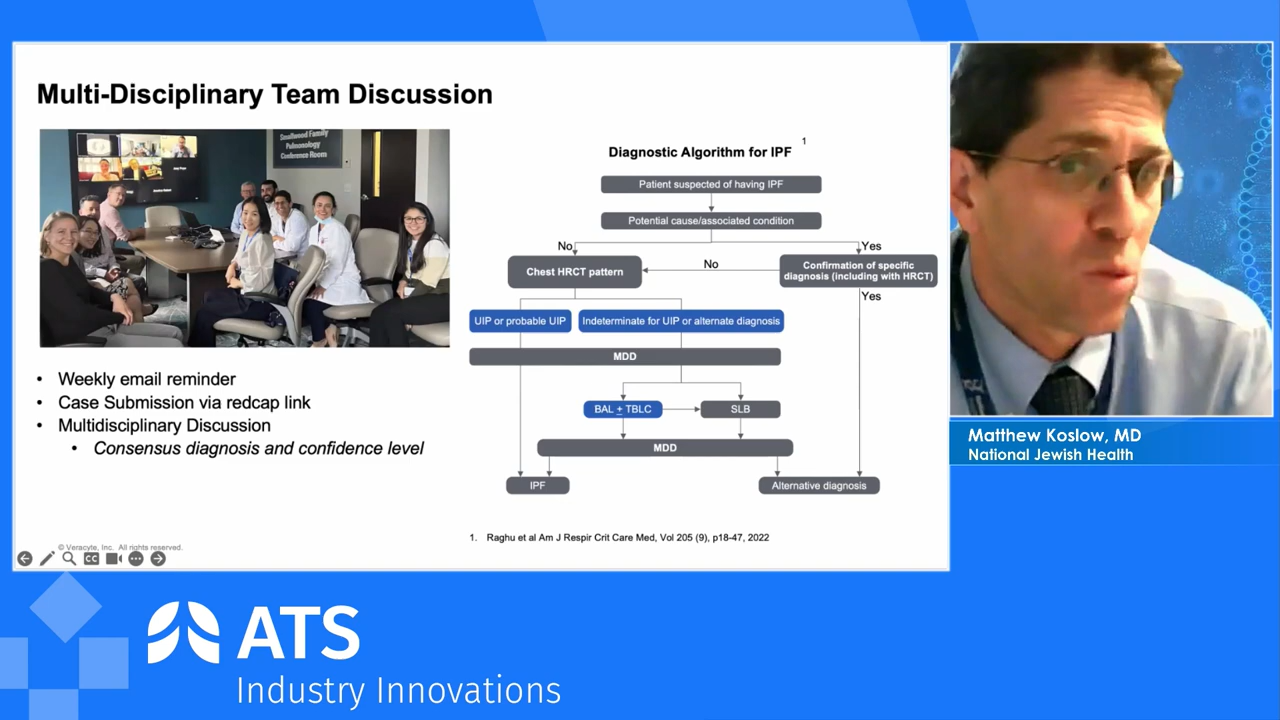 Multi-Disciplinary Team Discussion
Smallwood Family
Pulmonology
Conference Room
• Weekly email reminder
• Case Submission via redcap link
• Multidisciplinary Discussion
• Consensus diagnosis and confidence level
Diagnostic Algorithm for IPF 1
Patient suspected of having IPF
Potential cause/associated condition
No
Yes
Chest HRCT pattern
No
Confirmation of specific
diagnosis (including with HRCT)
Yes
UIP or probable UIP
Indeterminate for UIP or alternate diagnosis
MDD
BAL ± TBLC
SLB
MDD
IPF
Alternative diagnosis
1. Raghu et al Am J Respir Crit Care Med, Vol 205 (9), p18-47, 2022
© Veracyte, Inc. All rights reserved.
CC
Matthew Koslow, MD
National Jewish Health
ATS
Industry Innovations